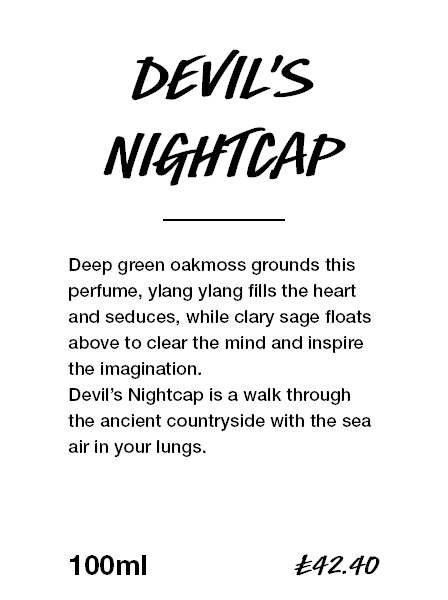 DEVIL'S
NIGHTCAP
Deep green oakmoss grounds this
perfume, ylang ylang fills the heart
and seduces, while clary sage floats
above to clear the mind and inspire
the imagination.
Devil's Nightcap is a walk through
the ancient countryside with the sea
air in your lungs.
100ml £42.40